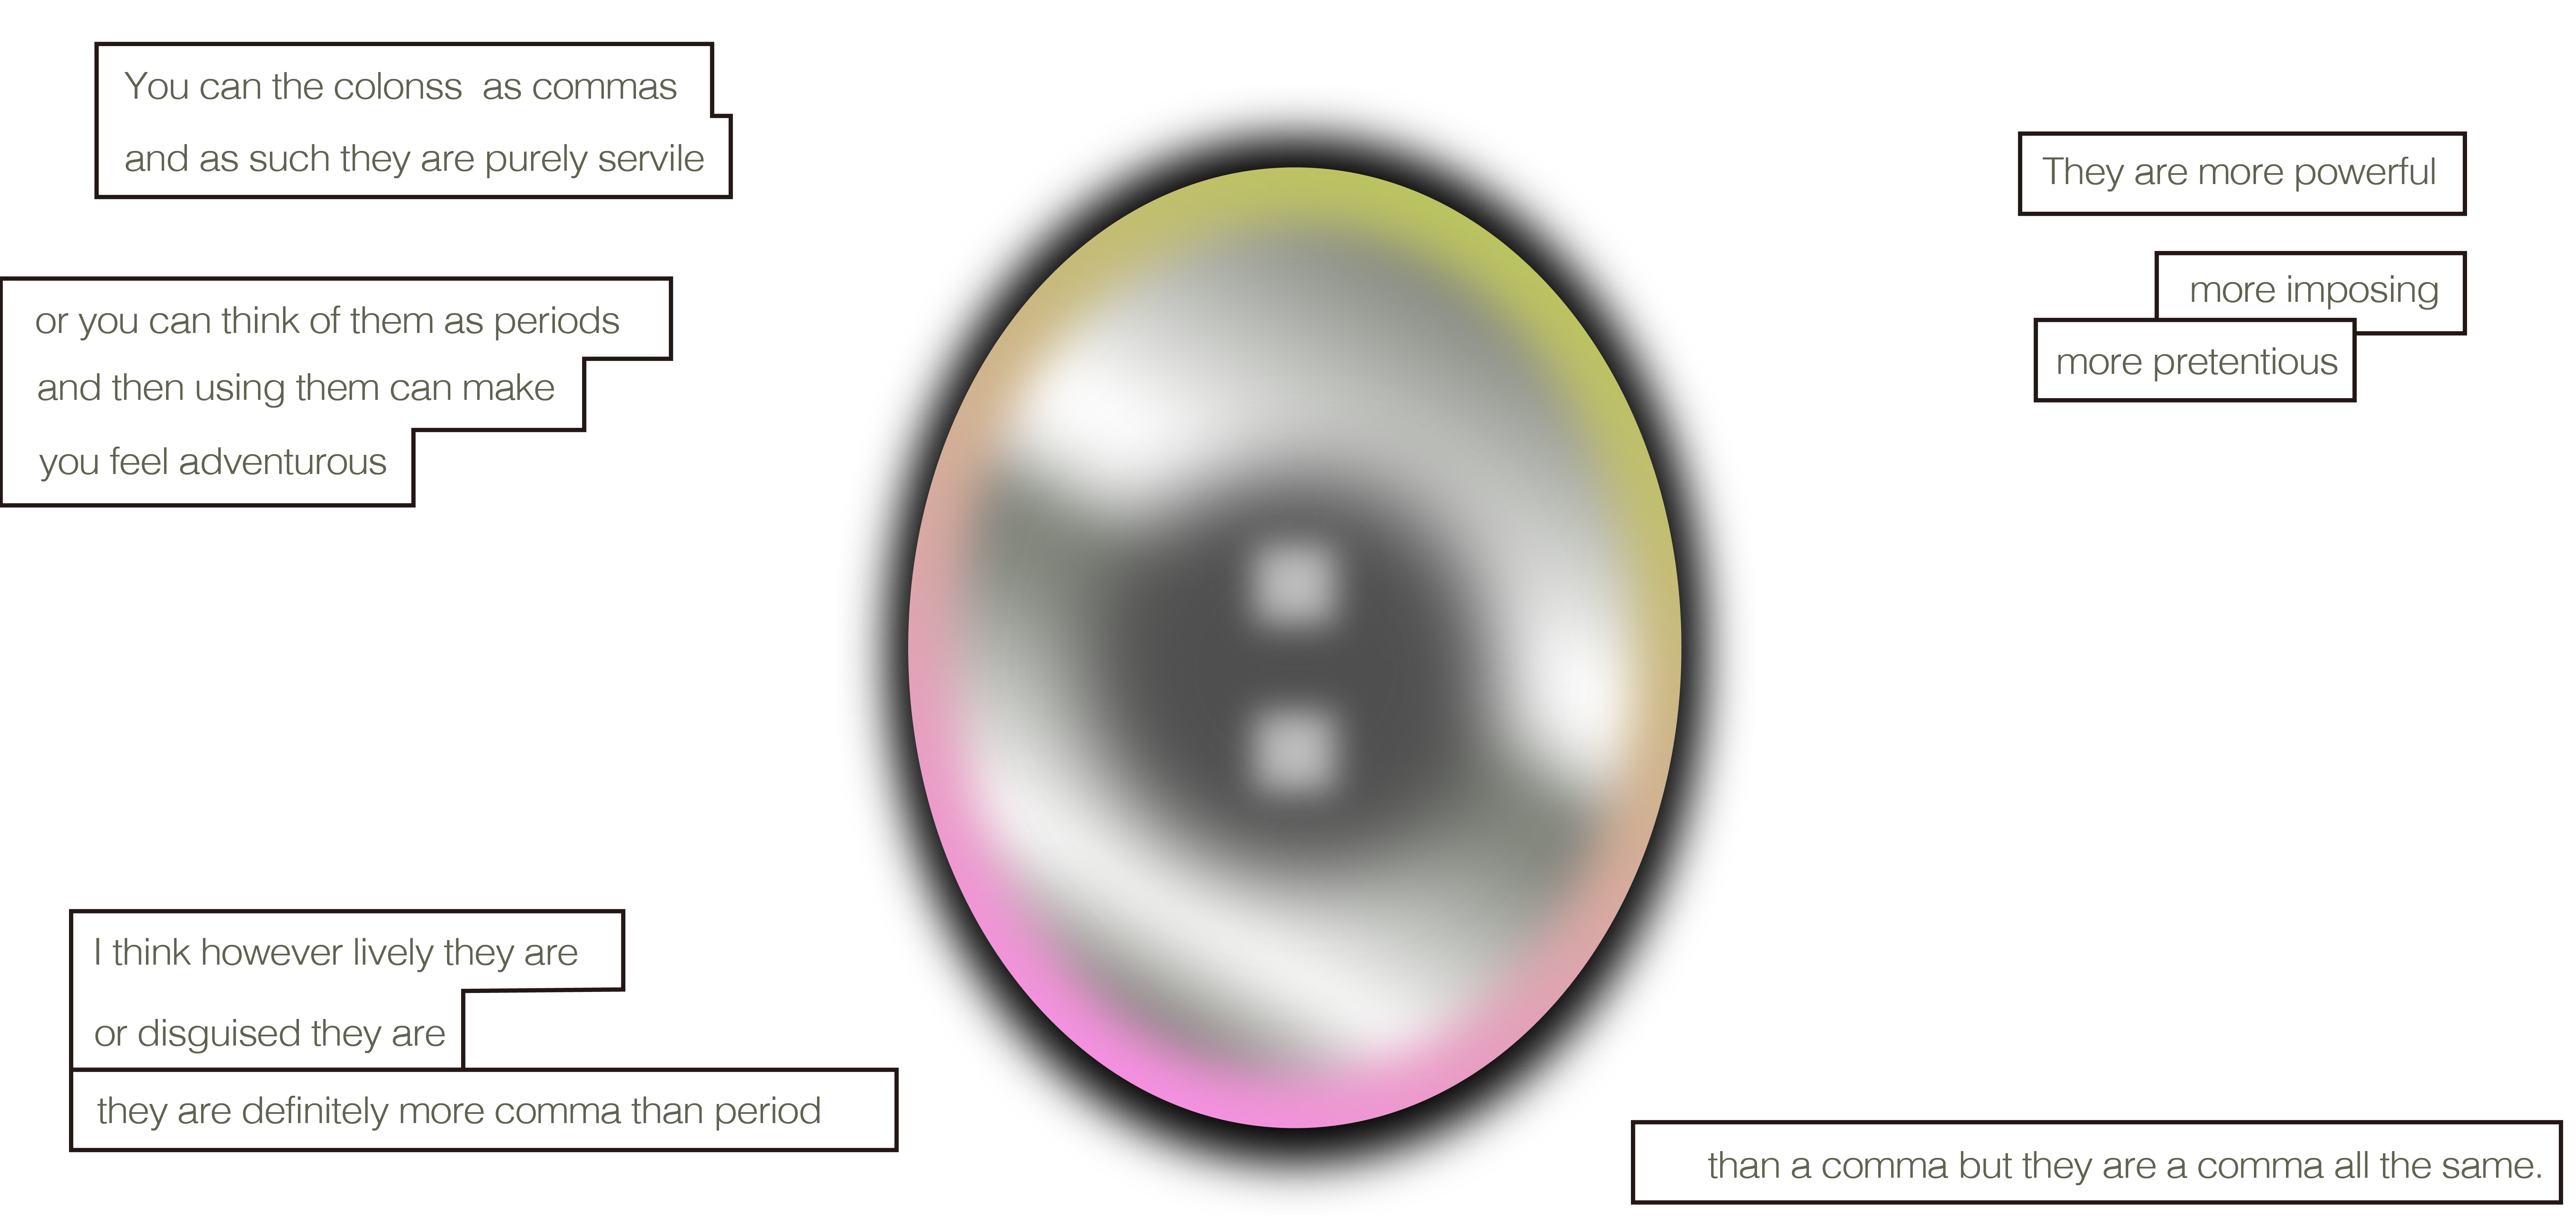 You can the colonss  as commas
and as such they are purely servile
or you can think of them as periods
and then using them can make
you feel adventurous
I think however lively they are
or disguised they are
they are definitely more comma than period
They are more powerful
more imposing
more pretentious
than a comma but they are a comma all the same.